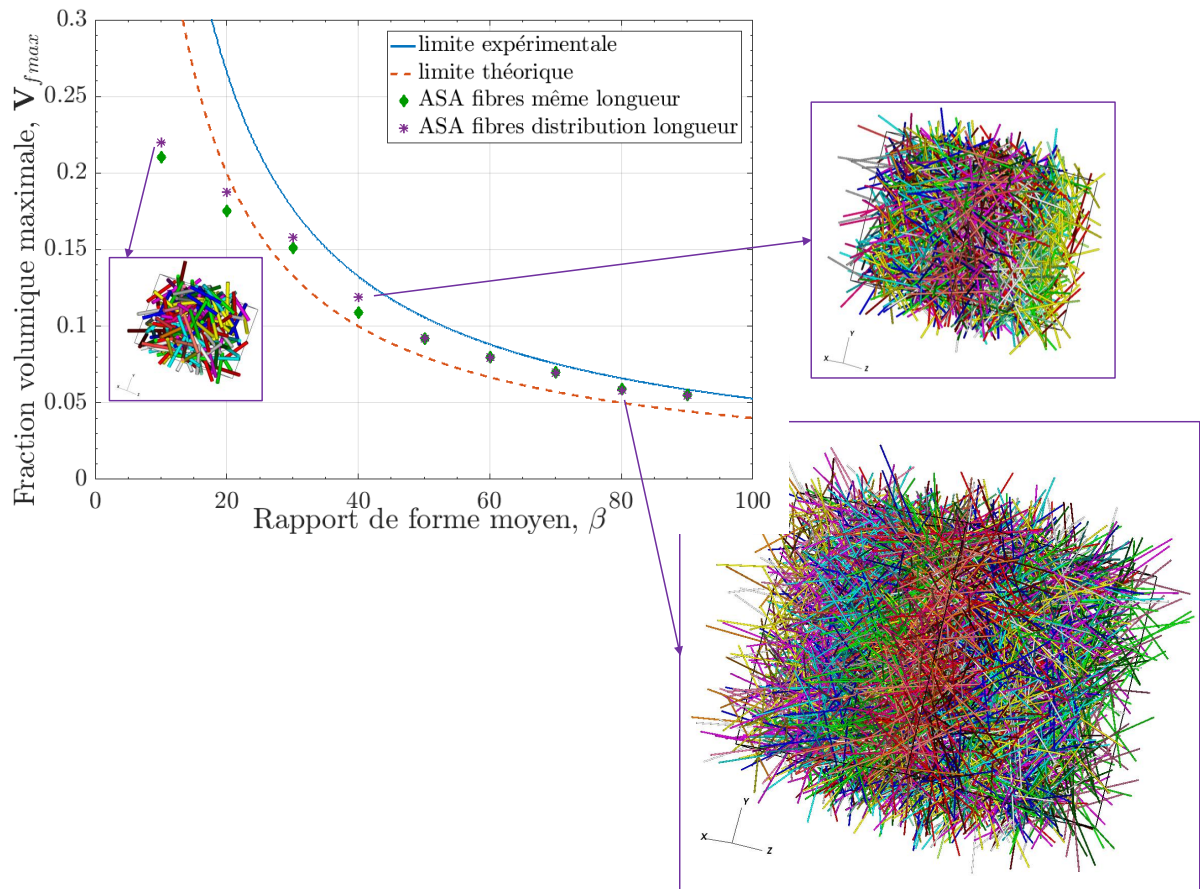 0.3
0.25
0.2
0.15
0.1
0.05
0
Fraction volumique maximale, V_fmax
limite expérimentale
limite théorique
ASA fibres même longueur
ASA fibres distribution longueur
0 20 40 60 80 100
Rapport de forme moyen, β
Y
X
Z
Y
X
Z